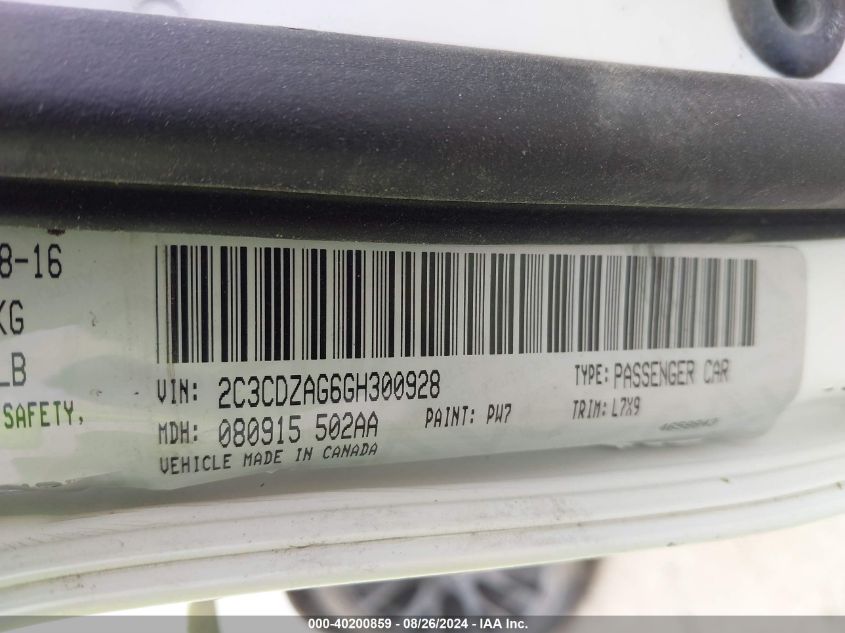 8-16
KG
LB
SAFETY,
VIN: 2C3CDZAG6GH300928
TYPE: PASSENGER CAR
MDH: 080915 502AA
PAINT: PW7
TRIM: L7X9
VEHICLE MADE IN CANADA
000-40200859 - 08/26/2024 - IAA Inc.